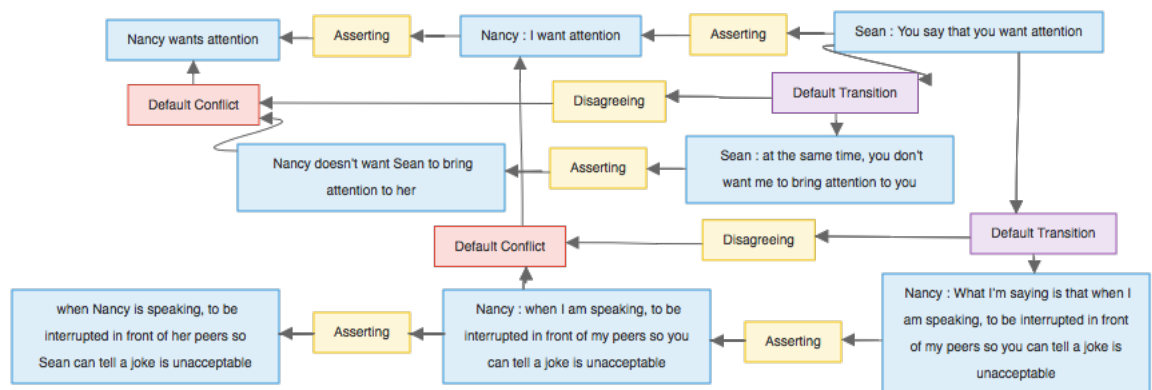 Nancy wants attention
Asserting
Nancy : I want attention
Asserting
Sean : You say that you want attention
Default Conflict
Disagreeing
Default Transition
Nancy doesn't want Sean to bring
attention to her
Asserting
Sean : at the same time, you don't
want me to bring attention to you
Default Conflict
Disagreeing
Default Transition
when Nancy is speaking, to be
interrupted in front of her peers so
Sean can tell a joke is unacceptable
Asserting
Nancy : when I am speaking, to be
interrupted in front of my peers so you
can tell a joke is unacceptable
Asserting
Nancy : What I'm saying is that when I
am speaking, to be interrupted in front
of my peers so you can tell a joke is
unacceptable